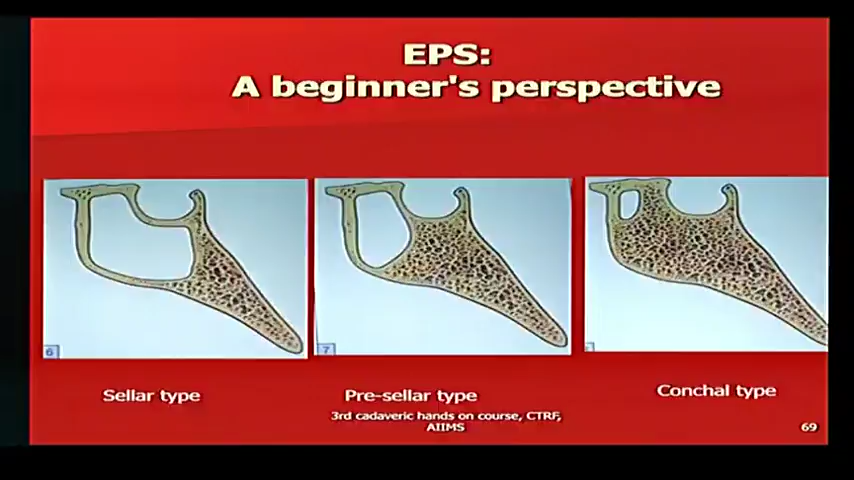 EPS:
A beginner's perspective
6
7
Sellar type
Pre-sellar type
Conchal type
3rd cadaveric hands on course, CTRF,
AIIMS
69